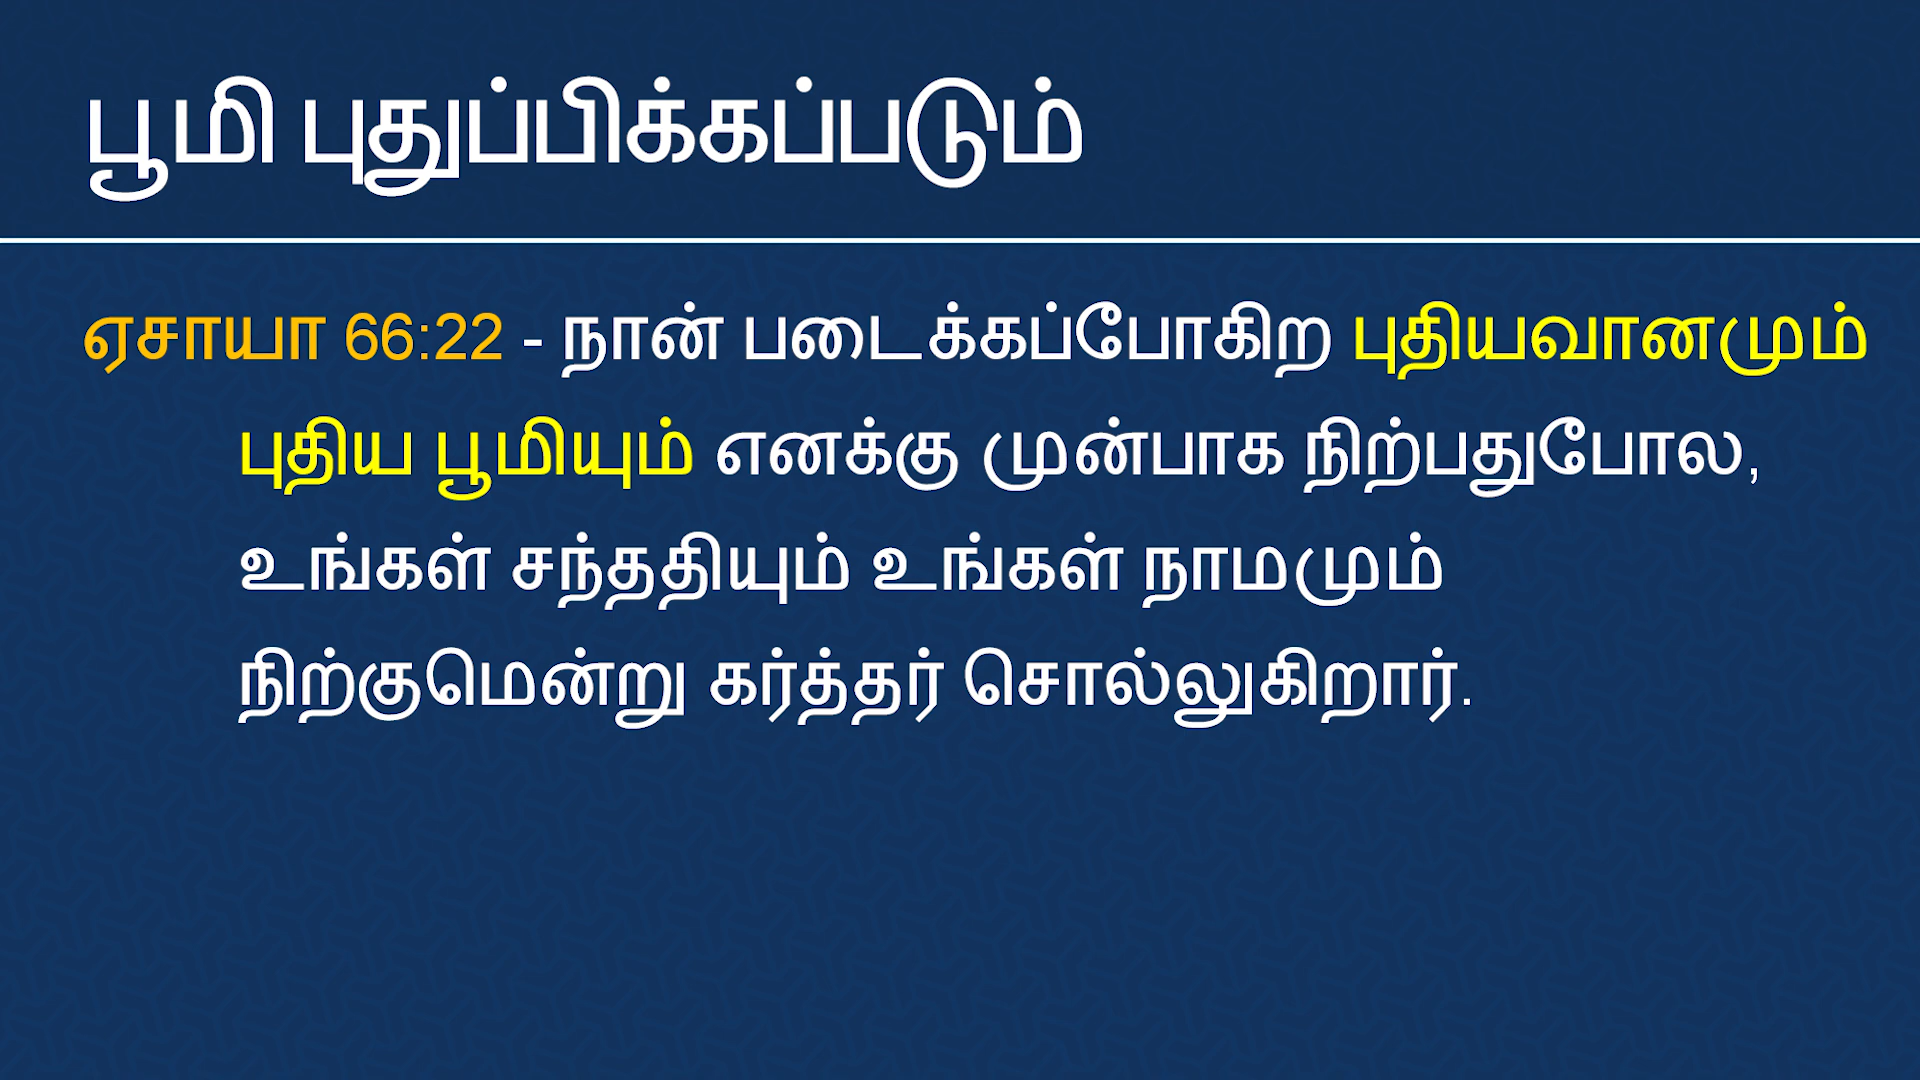 பூமி புதுப்பிக்கப்படும்
ஏசாயா 66:22 - நான் படைக்கப்போகிற புதியவானமும்
புதிய பூமியும் எனக்கு முன்பாக நிற்பதுபோல,
உங்கள் சந்ததியும் உங்கள் நாமமும்
நிற்குமென்று கர்த்தர் சொல்லுகிறார்.